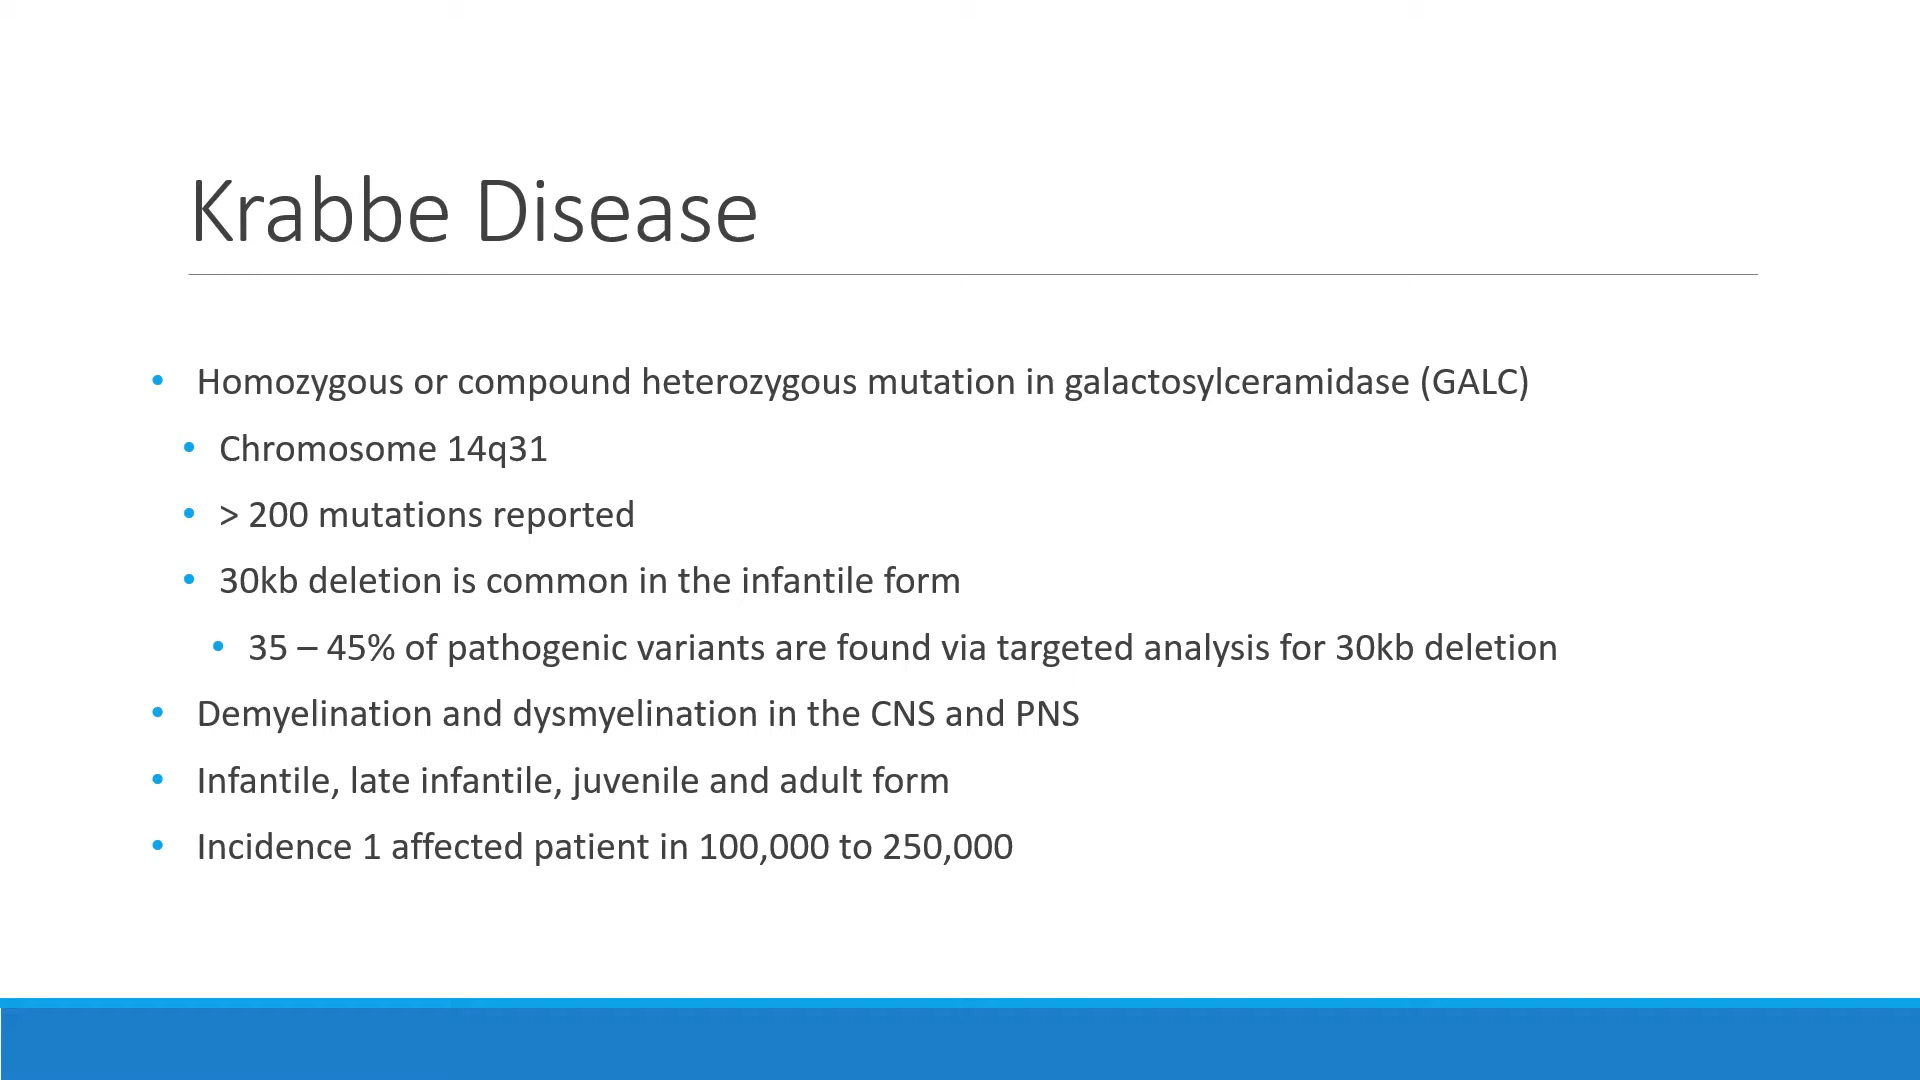 Krabbe Disease
• Homozygous or compound heterozygous mutation in galactosylceramidase (GALC)
• Chromosome 14q31
• > 200 mutations reported
• 30kb deletion is common in the infantile form
• 35 – 45% of pathogenic variants are found via targeted analysis for 30kb deletion
• Demyelination and dysmyelination in the CNS and PNS
• Infantile, late infantile, juvenile and adult form
• Incidence 1 affected patient in 100,000 to 250,000